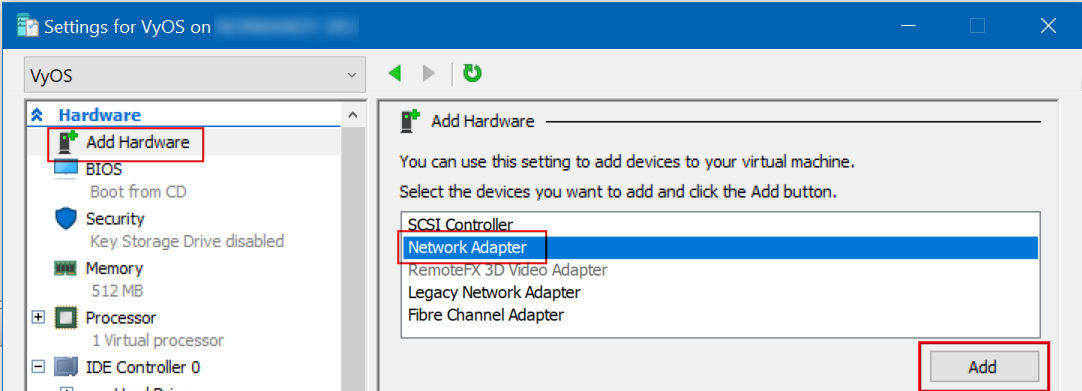 Settings for VyOS on
VyOS
Hardware
Add Hardware
BIOS
Boot from CD
Security
Key Storage Drive disabled
Memory
512 MB
Processor
1 Virtual processor
IDE Controller 0
Add Hardware
You can use this setting to add devices to your virtual machine.
Select the devices you want to add and click the Add button.
SCSI Controller
Network Adapter
RemoteFX 3D Video Adapter
Legacy Network Adapter
Fibre Channel Adapter
Add